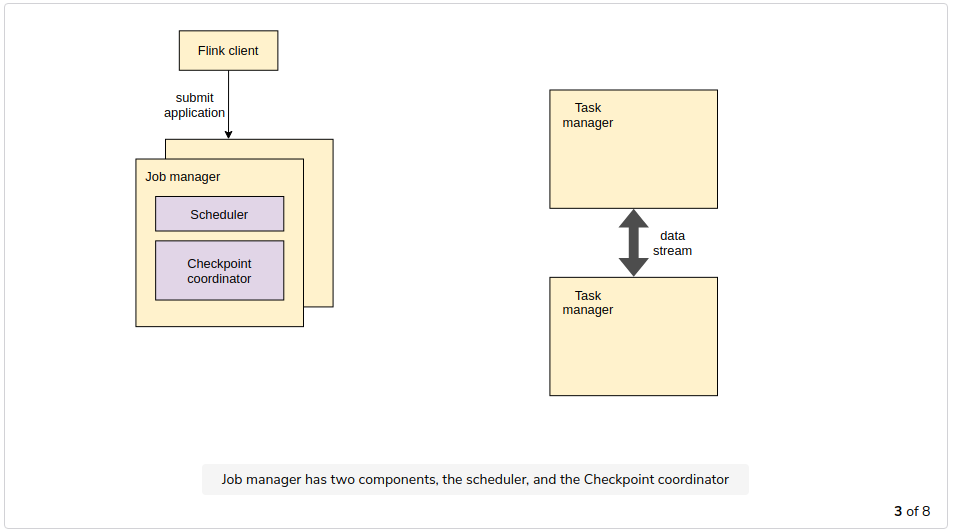 Flink client
submit
application
Job manager
Scheduler
Checkpoint
coordinator
Task
manager
data
stream
Task
manager
Job manager has two components, the scheduler, and the Checkpoint coordinator
3 of 8